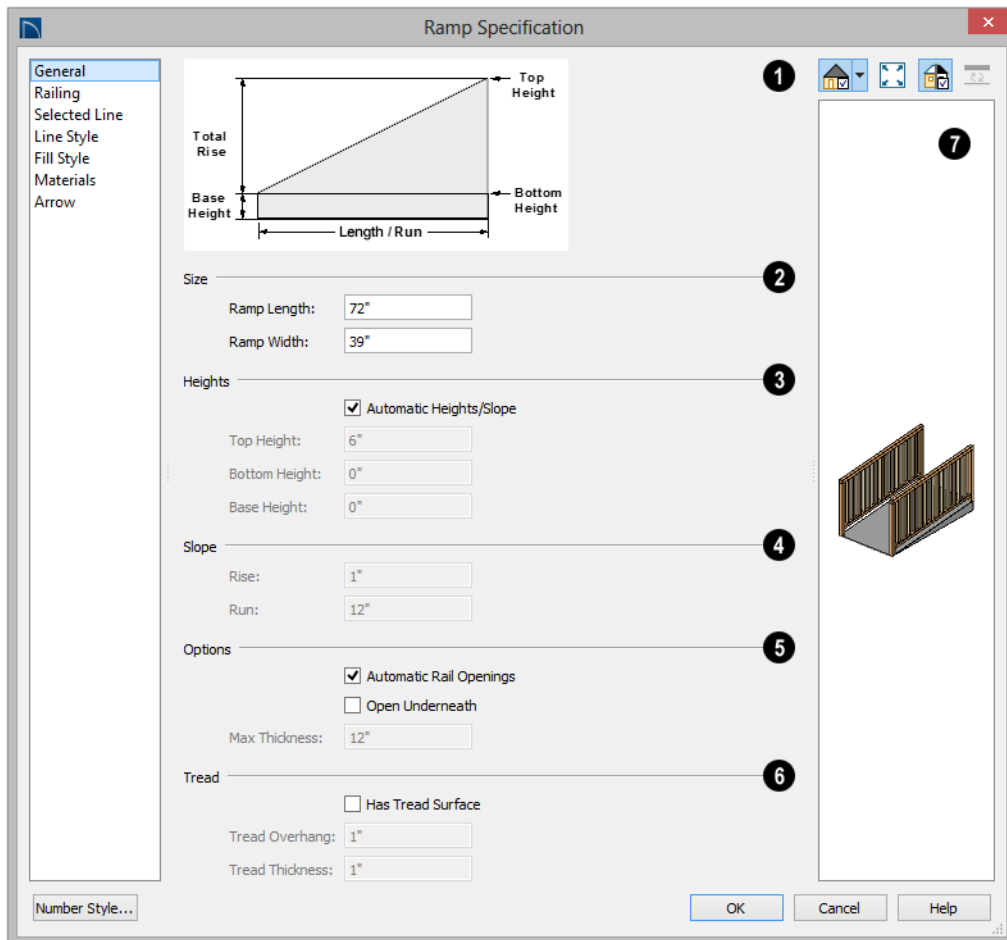 Ramp Specification
General
Railing
Selected Line
Line Style
Fill Style
Materials
Arrow
Top
Height
Total
Rise
Base
Height
Bottom
Height
Length / Run
1
7
Size
2
Ramp Length: 72"
Ramp Width: 39"
Heights
3
Automatic Heights/Slope
Top Height: 6"
Bottom Height: 0"
Base Height: 0"
Slope
4
Rise: 1"
Run: 12"
Options
5
Automatic Rail Openings
Open Underneath
Max Thickness: 12"
Tread
6
Has Tread Surface
Tread Overhang: 1"
Tread Thickness: 1"
Number Style...
OK
Cancel
Help